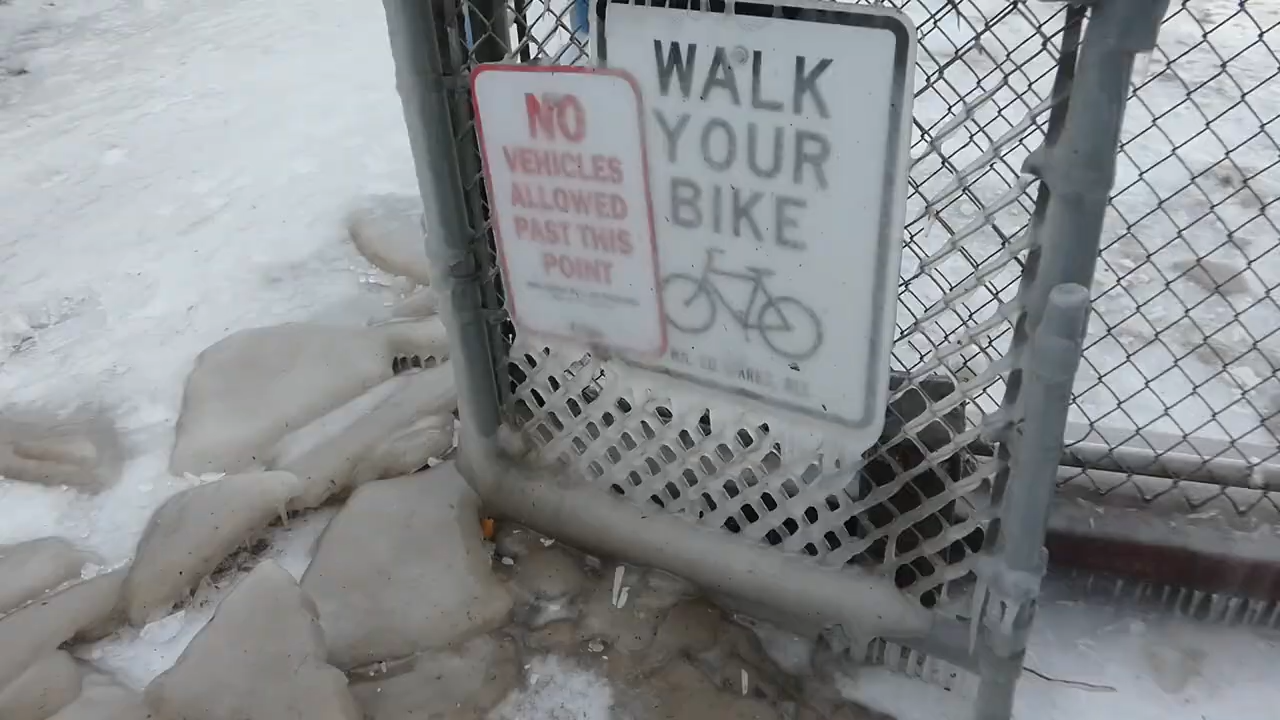 NO
VEHICLES
ALLOWED
PAST THIS
POINT
WALK
YOUR
BIKE